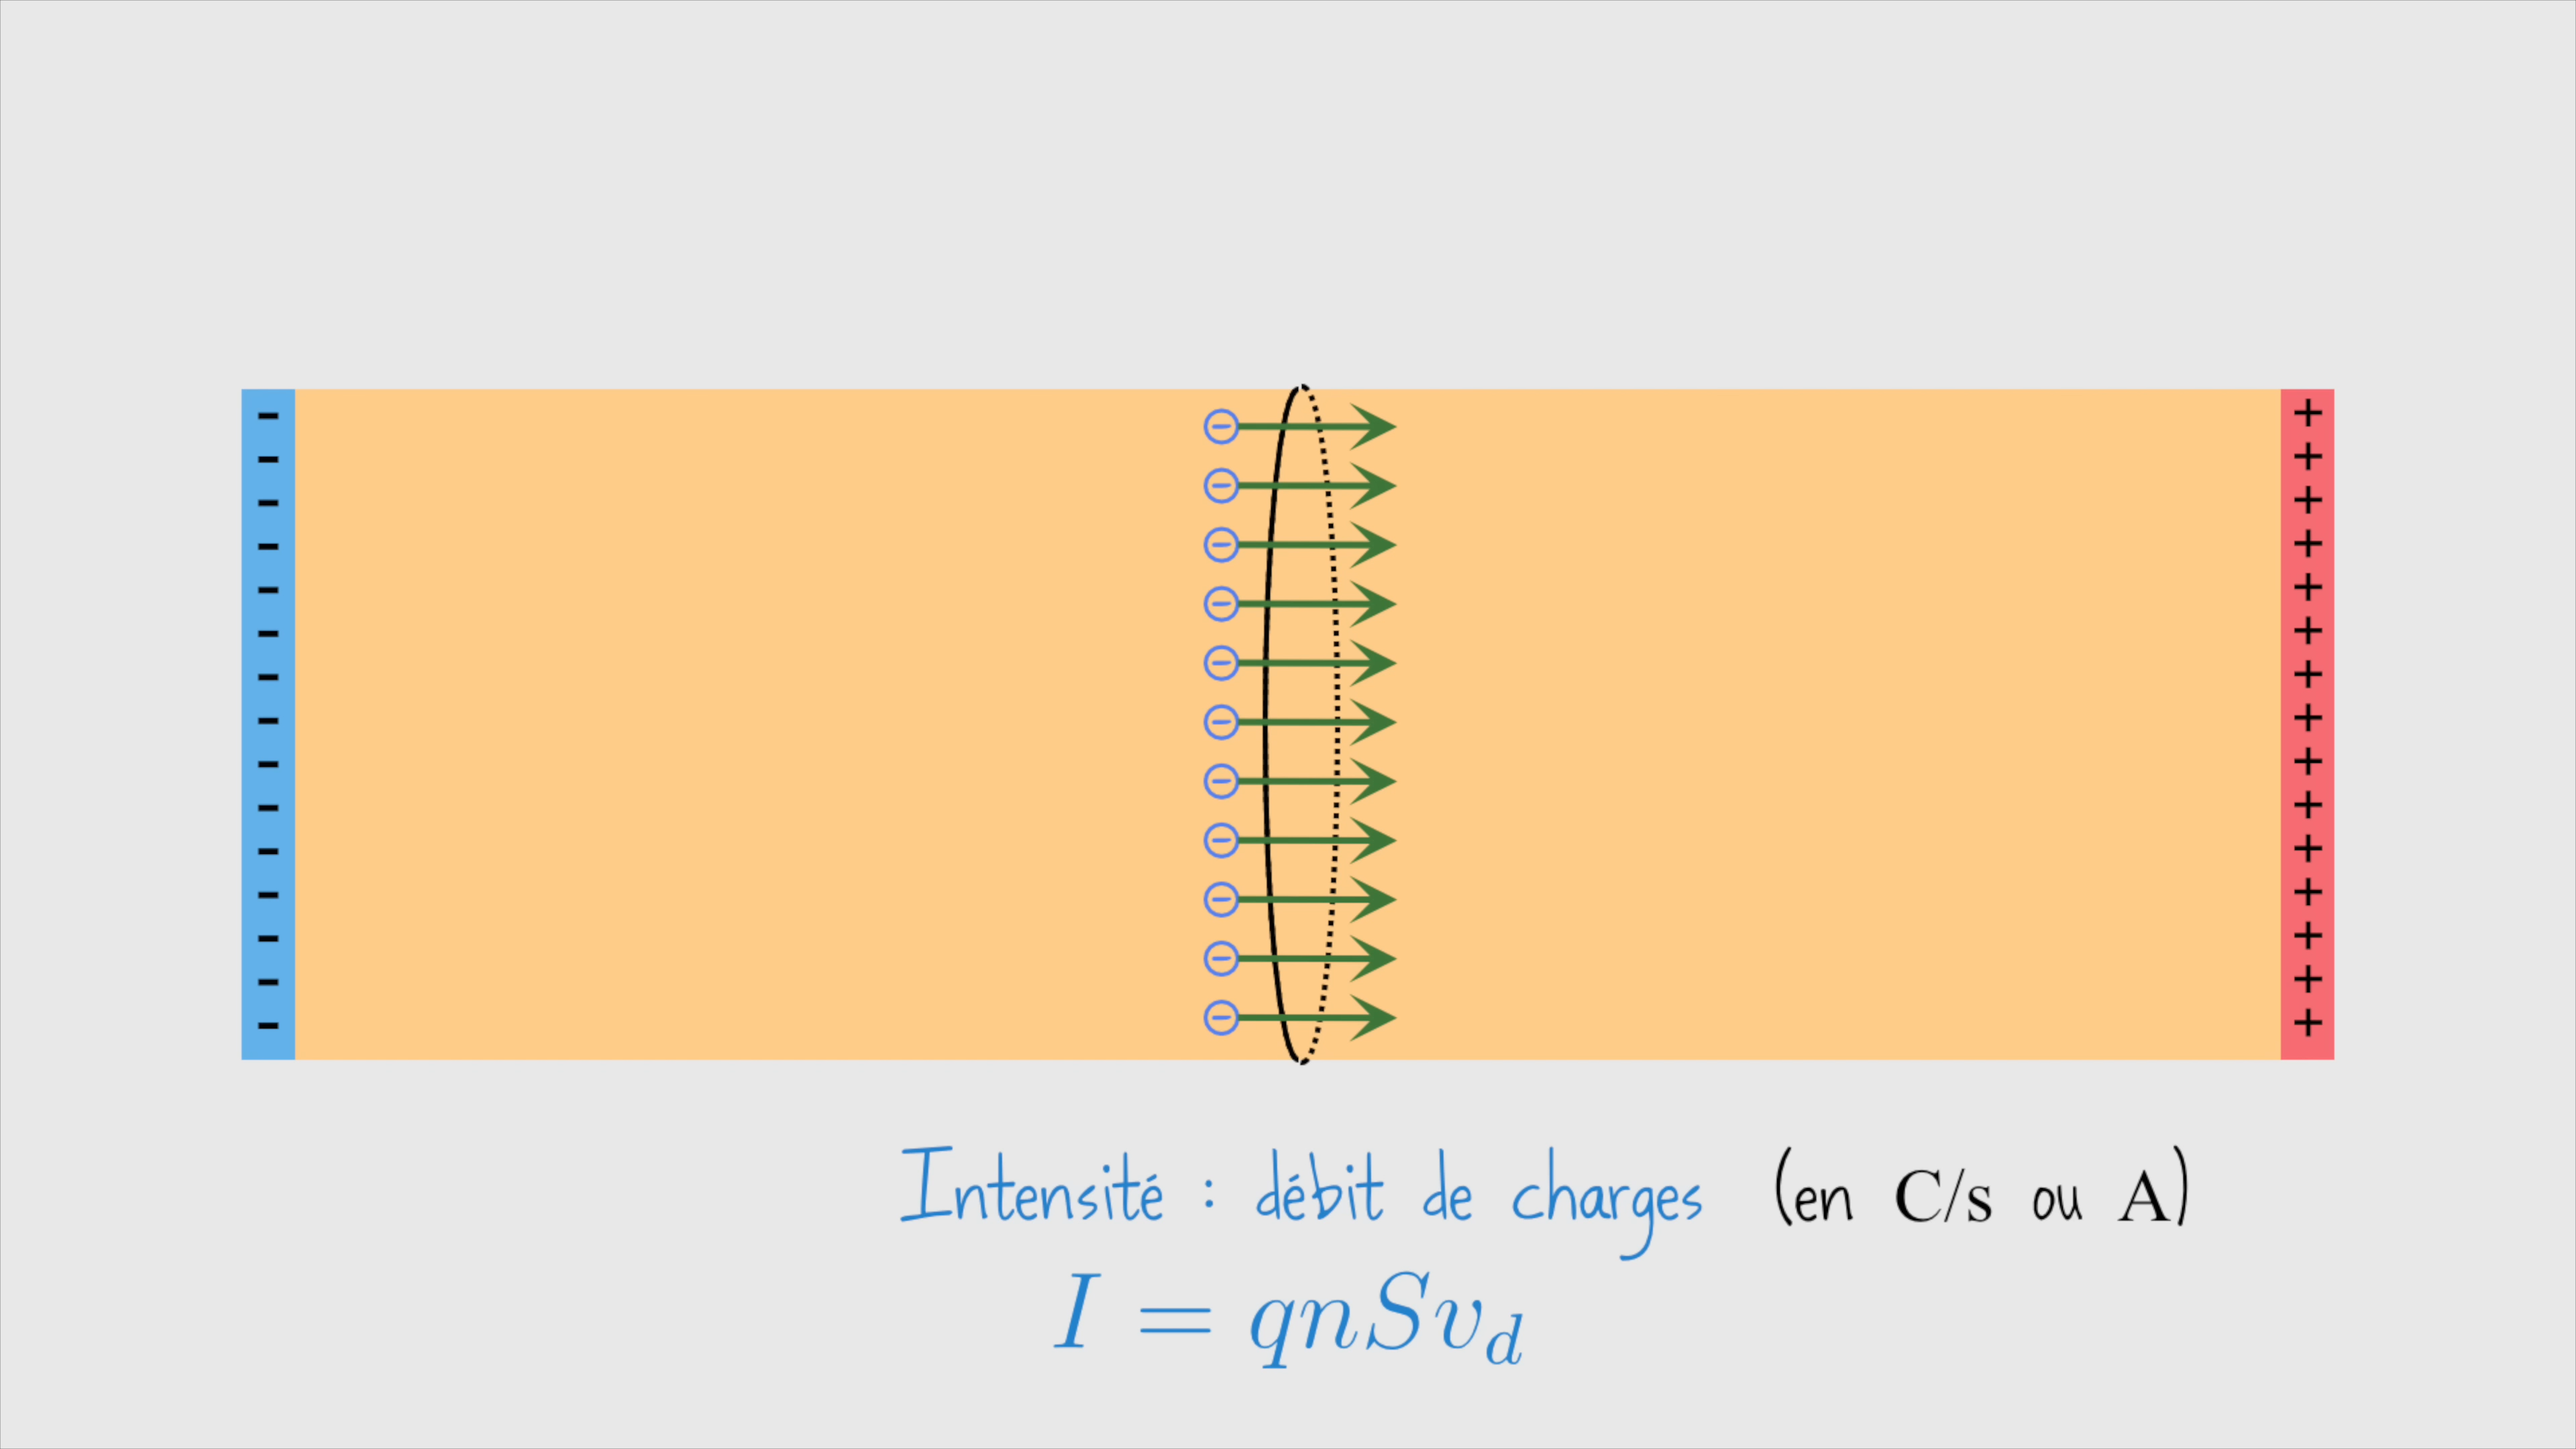 Intensité : débit de charges (en C/s ou A)
I = qnSv_d